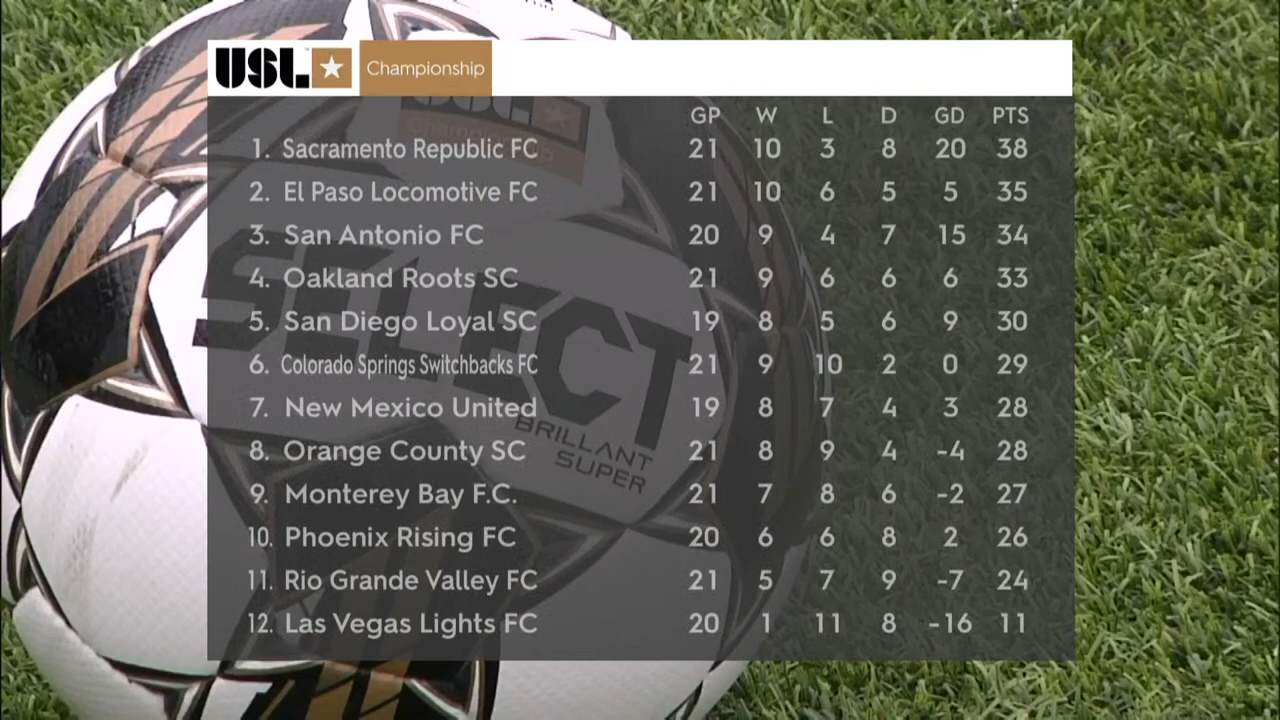 USL Championship
GP W L D GD PTS
1. Sacramento Republic FC 21 10 3 8 20 38
2. El Paso Locomotive FC 21 10 6 5 5 35
3. San Antonio FC 20 9 4 7 15 34
4. Oakland Roots SC 21 9 6 6 6 33
5. San Diego Loyal SC 19 8 5 6 9 30
6. Colorado Springs Switchbacks FC 21 9 10 2 0 29
7. New Mexico United 19 8 7 4 3 28
8. Orange County SC 21 8 9 4 -4 28
9. Monterey Bay F.C. 21 7 8 6 -2 27
10. Phoenix Rising FC 20 6 6 8 2 26
11. Rio Grande Valley FC 21 5 7 9 -7 24
12. Las Vegas Lights FC 20 1 11 8 -16 11
SELECT
BRILLANT
SUPER